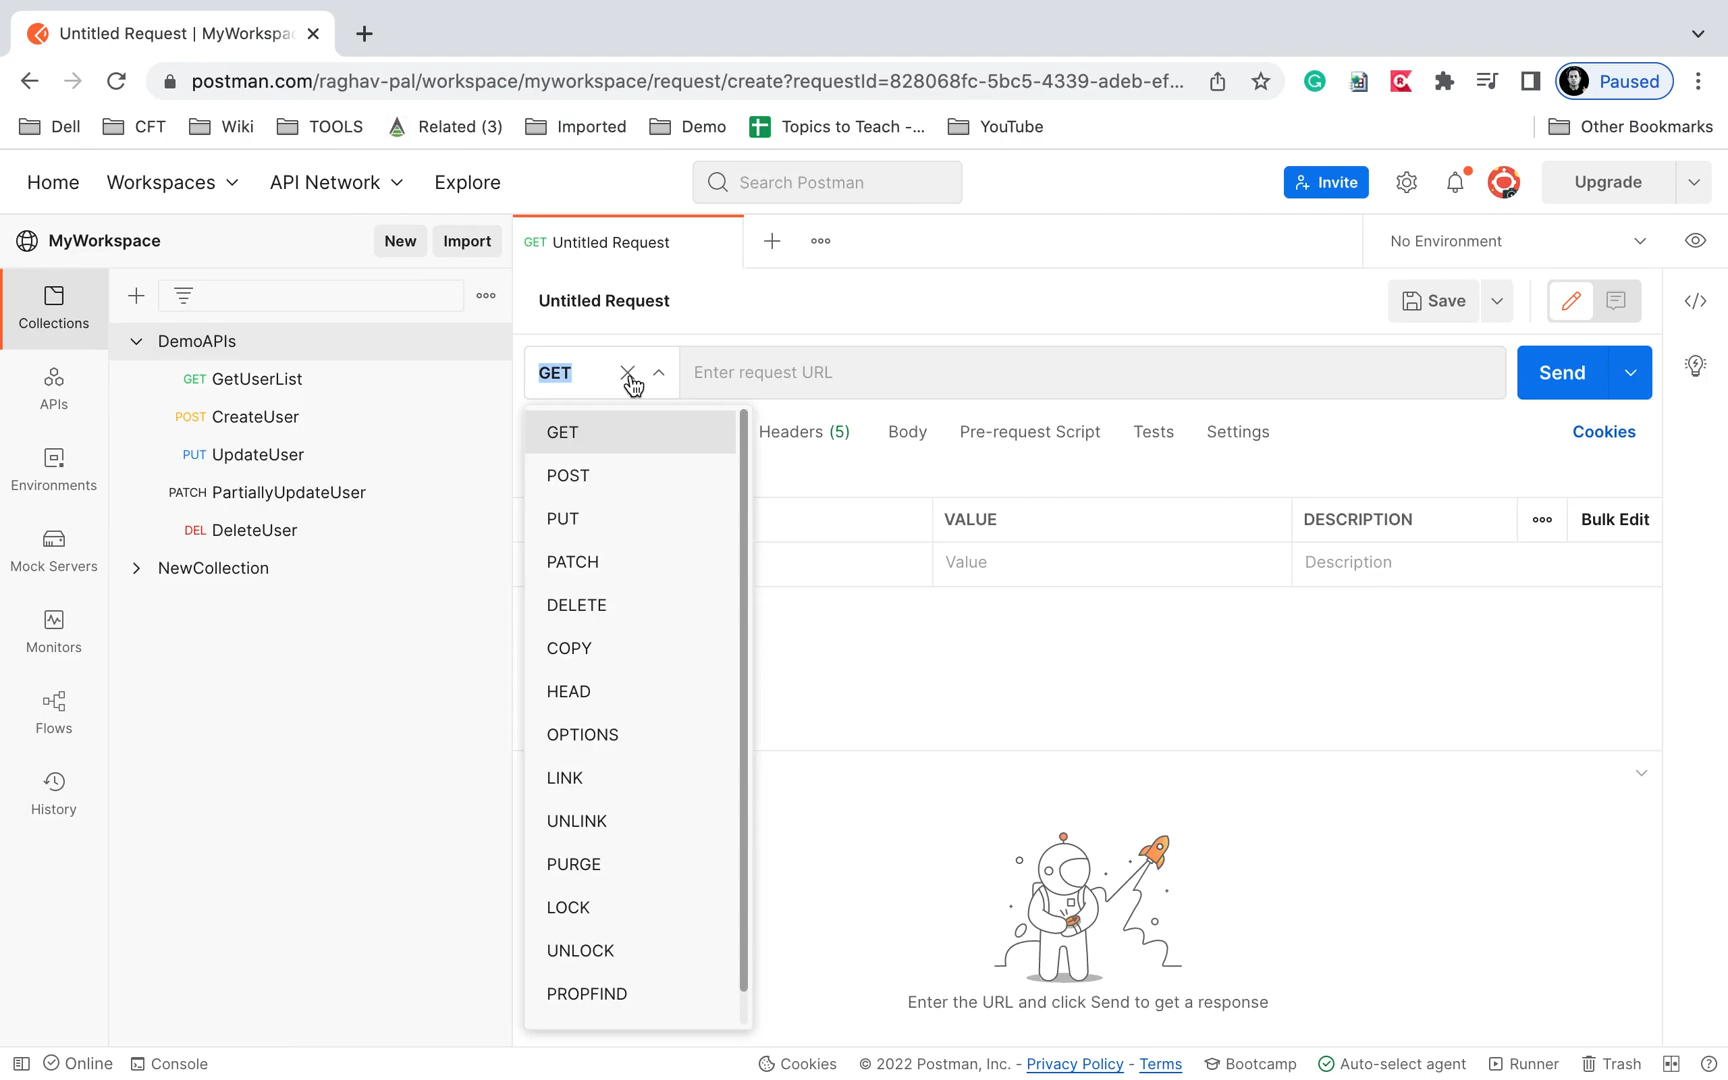 Untitled Request | MyWorkspa
postman.com/raghav-pal/workspace/myworkspace/request/create?requestId=828068fc-5bc5-4339-adeb-ef...
Paused
Dell
CFT
Wiki
TOOLS
Related (3)
Imported
Demo
Topics to Teach -...
YouTube
Other Bookmarks
Home
Workspaces
API Network
Explore
Search Postman
Invite
Upgrade
MyWorkspace
New
Import
GET Untitled Request
No Environment
Collections
APIs
Environments
Mock Servers
Monitors
Flows
History
DemoAPIs
GET GetUserList
POST CreateUser
PUT UpdateUser
PATCH PartiallyUpdateUser
DEL DeleteUser
NewCollection
Untitled Request
Save
GET
Enter request URL
Send
Headers (5)
Body
Pre-request Script
Tests
Settings
Cookies
GET
POST
PUT
PATCH
DELETE
COPY
HEAD
OPTIONS
LINK
UNLINK
PURGE
LOCK
UNLOCK
PROPFIND
VALUE
DESCRIPTION
Bulk Edit
Value
Description
Enter the URL and click Send to get a response
Online
Console
Cookies
© 2022 Postman, Inc. - Privacy Policy - Terms
Bootcamp
Auto-select agent
Runner
Trash